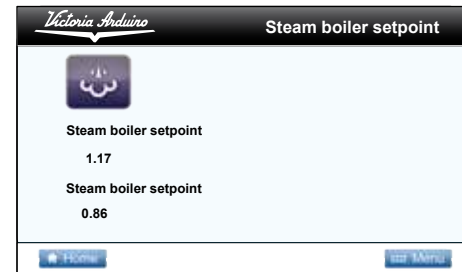 Victoria Arduino
Steam boiler setpoint
Steam boiler setpoint
1.17
Steam boiler setpoint
0.86
Home
Menu